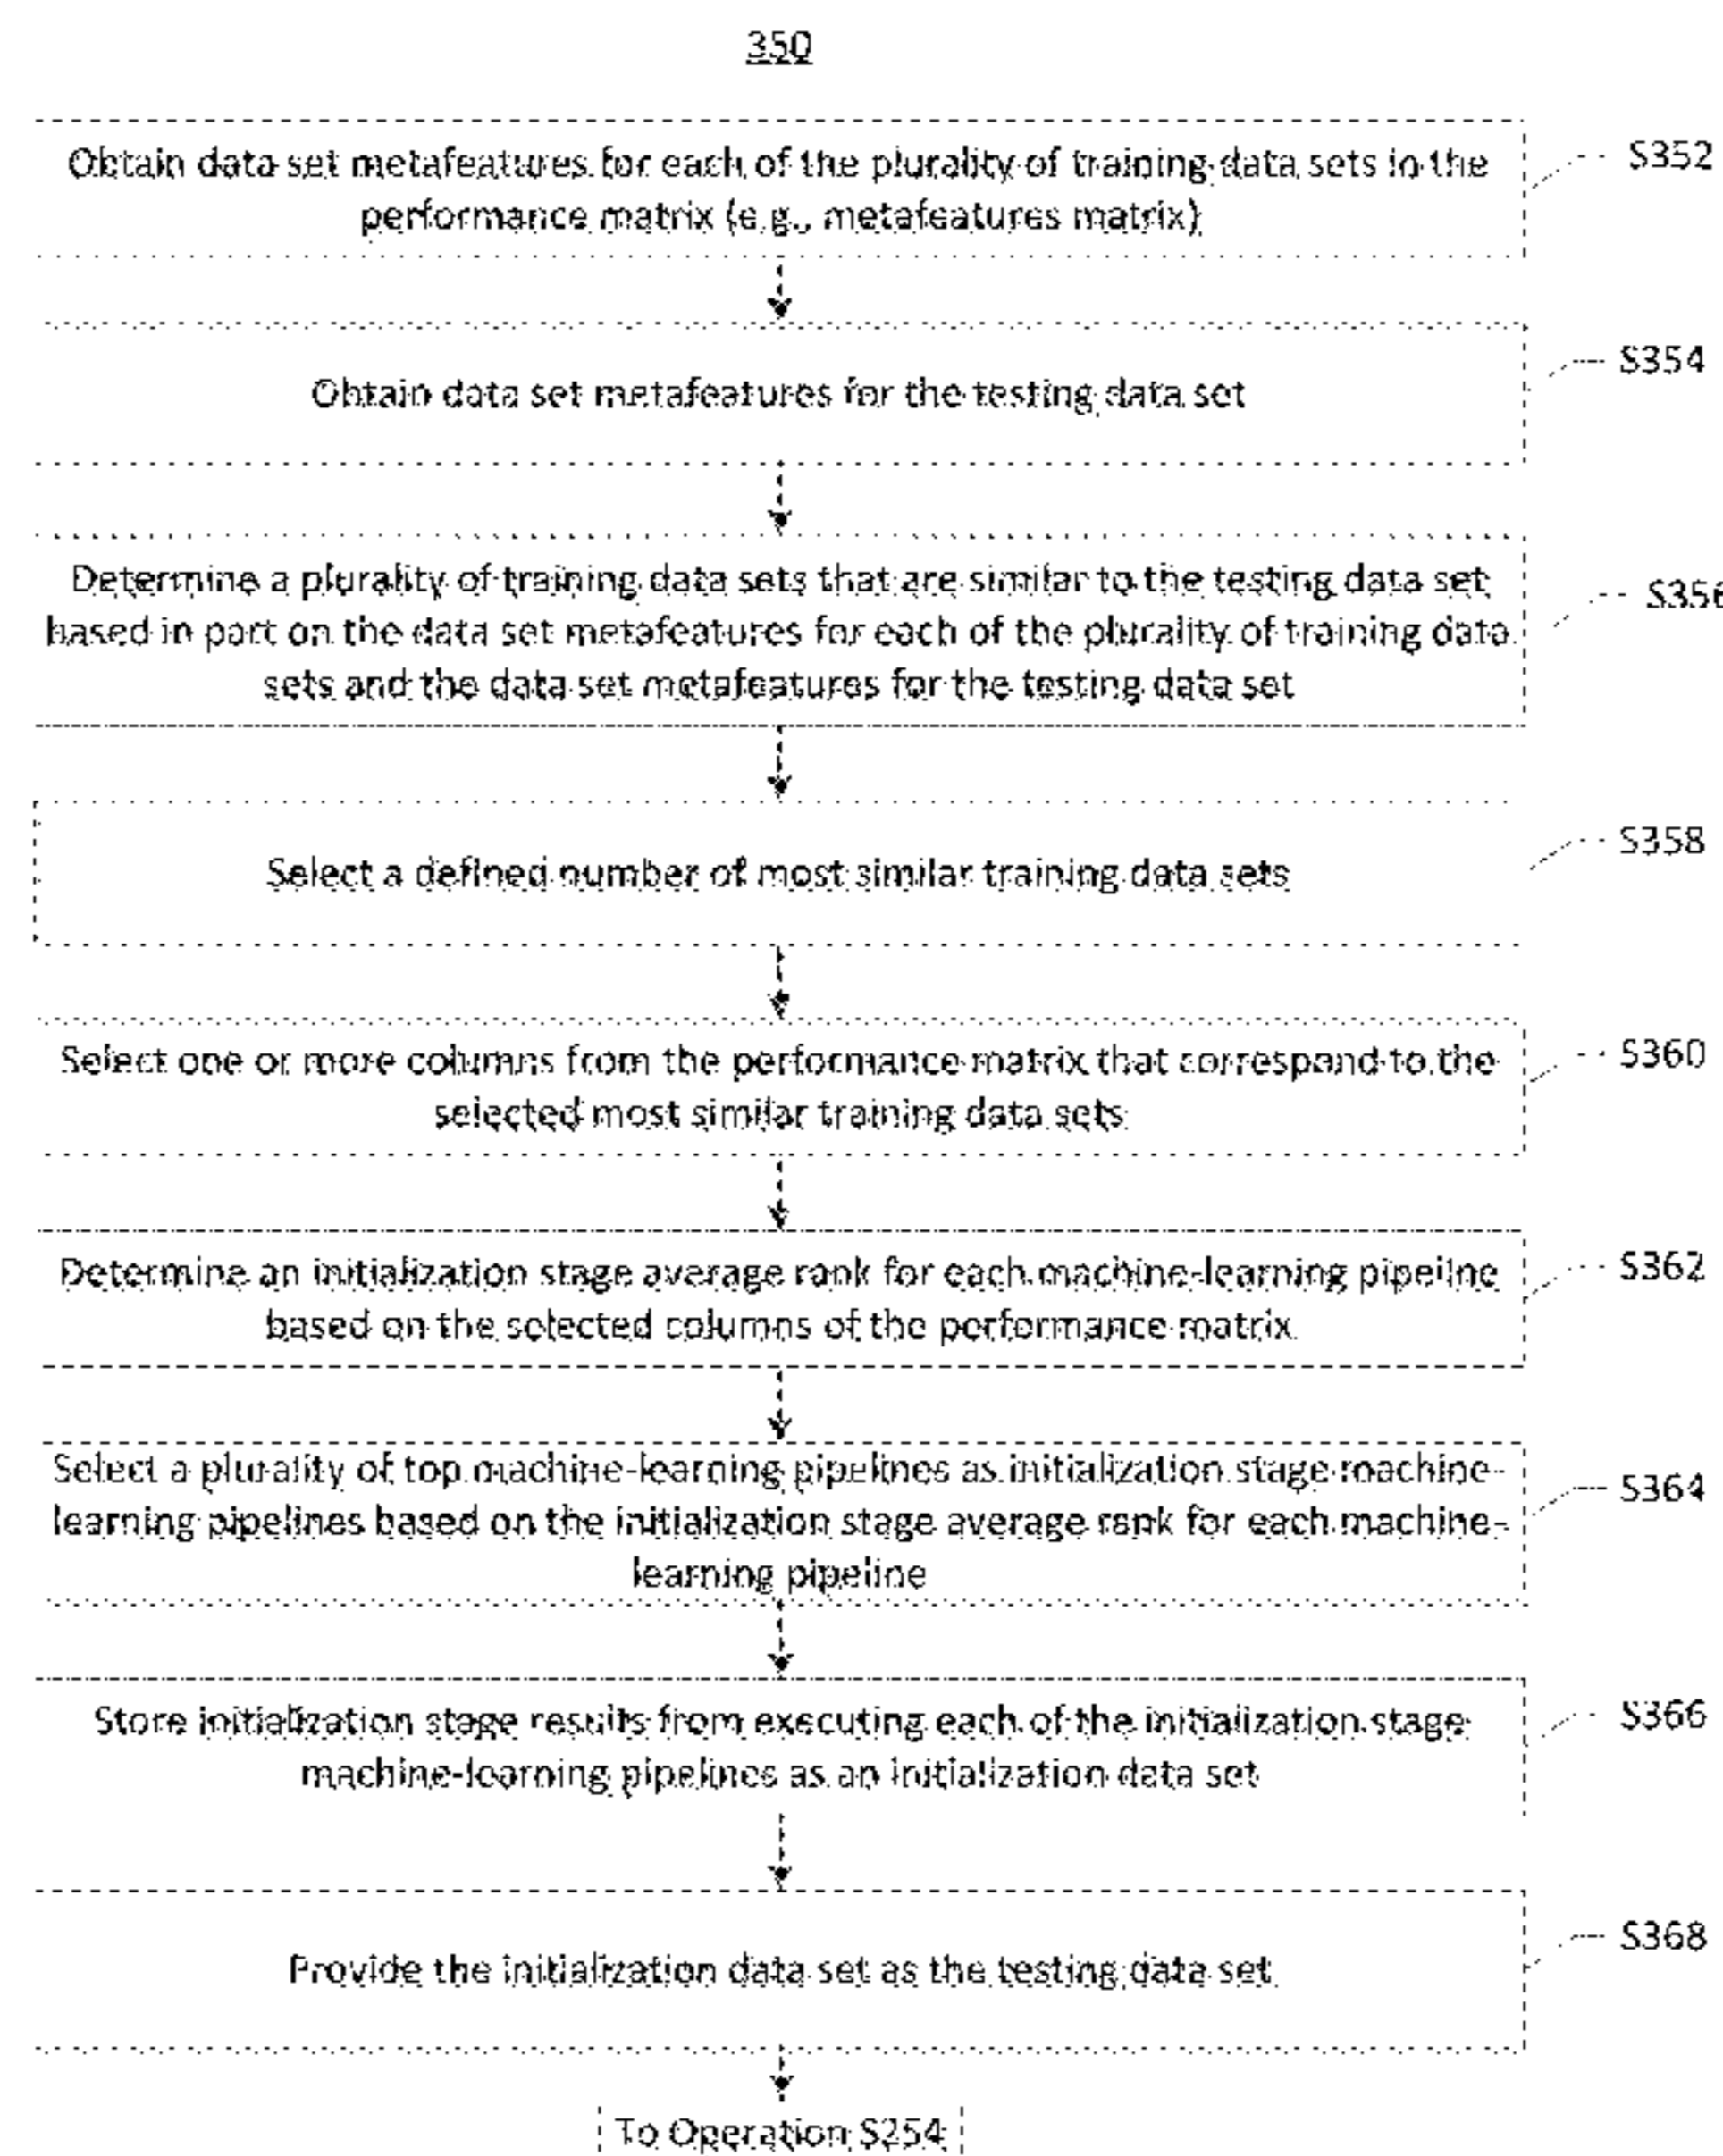 350
Obtain data set metafeatures for each of the plurality of training data sets in the
performance matrix (e.g., metafeatures matrix)
S352
Obtain data set metafeatures for the testing data set
S354
Determine a plurality of training data sets that are similar to the testing data set
based in part on the data set metafeatures for each of the plurality of training data
sets and the data set metafeatures for the testing data set
S356
Select a defined number of most similar training data sets
S358
Select one or more columns from the performance matrix that correspond to the
selected most similar training data sets
S360
Determine an initialization stage average rank for each machine-learning pipeline
based on the selected columns of the performance matrix
S362
Select a plurality of top machine-learning pipelines as initialization stage machine-
learning pipelines based on the initialization stage average rank for each machine-
learning pipeline
S364
Store initialization stage results from executing each of the initialization stage
machine-learning pipelines as an initialization data set
S366
Provide the initialization data set as the testing data set
S368
To Operation S254